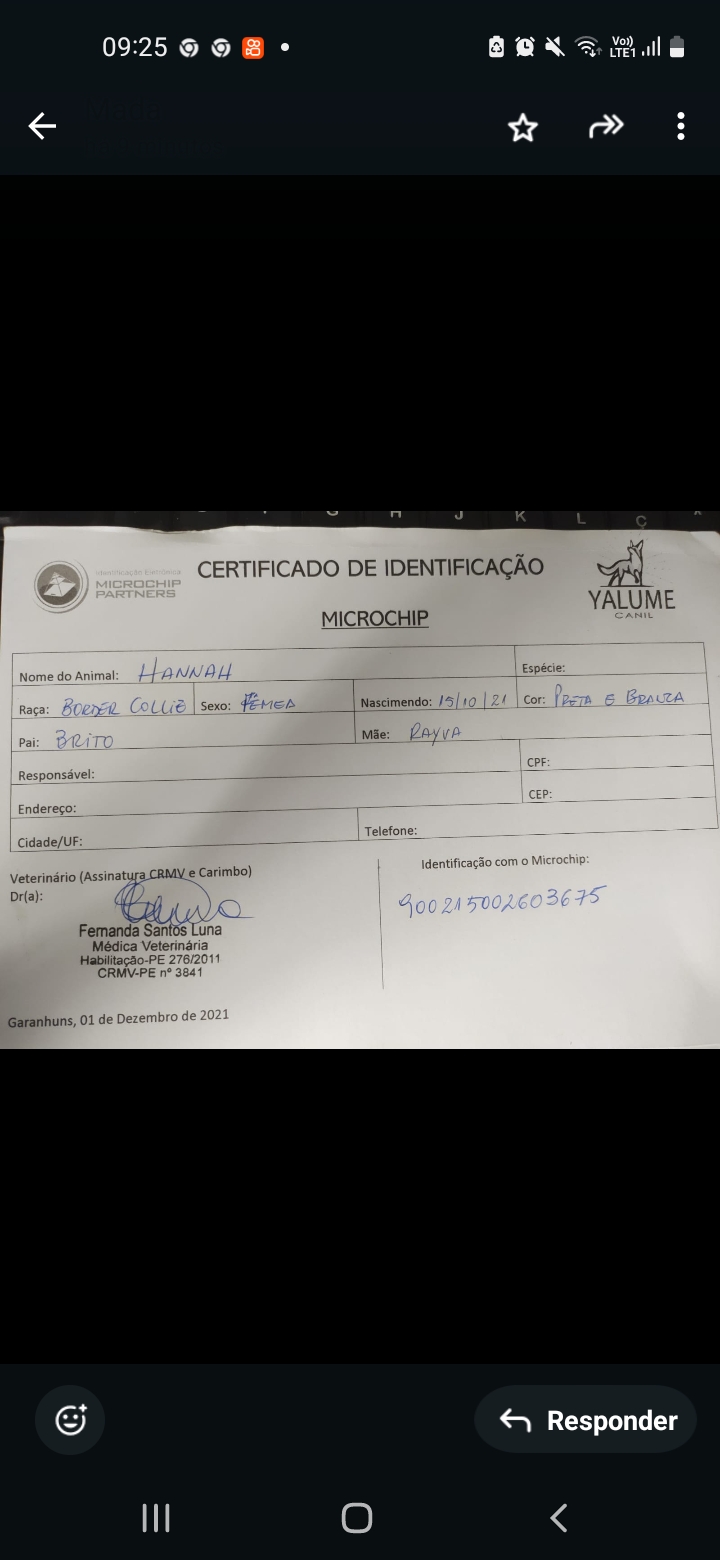 09:25
Vo))
LTE1
G H J K L Ç
Identificação Eletrônica
MICROCHIP
PARTNERS
CERTIFICADO DE IDENTIFICAÇÃO
MICROCHIP
YALUME
CANIL
Nome do Animal: HANNAH
Espécie:
Raça: BORDER COLLIE Sexo: FÊMEA Nascimendo: 15/10/21 Cor: PRETA E BRANCA
Pai: BRITO Mãe: RAYVA
Responsável: CPF:
Endereço: CEP:
Cidade/UF: Telefone:
Veterinário (Assinatura CRMV e Carimbo)
Dr(a):
Fernanda Santos Luna
Médica Veterinária
Habilitação-PE 276/2011
CRMV-PE nº 3841
Identificação com o Microchip:
900215002603675
Garanhuns, 01 de Dezembro de 2021
Responder